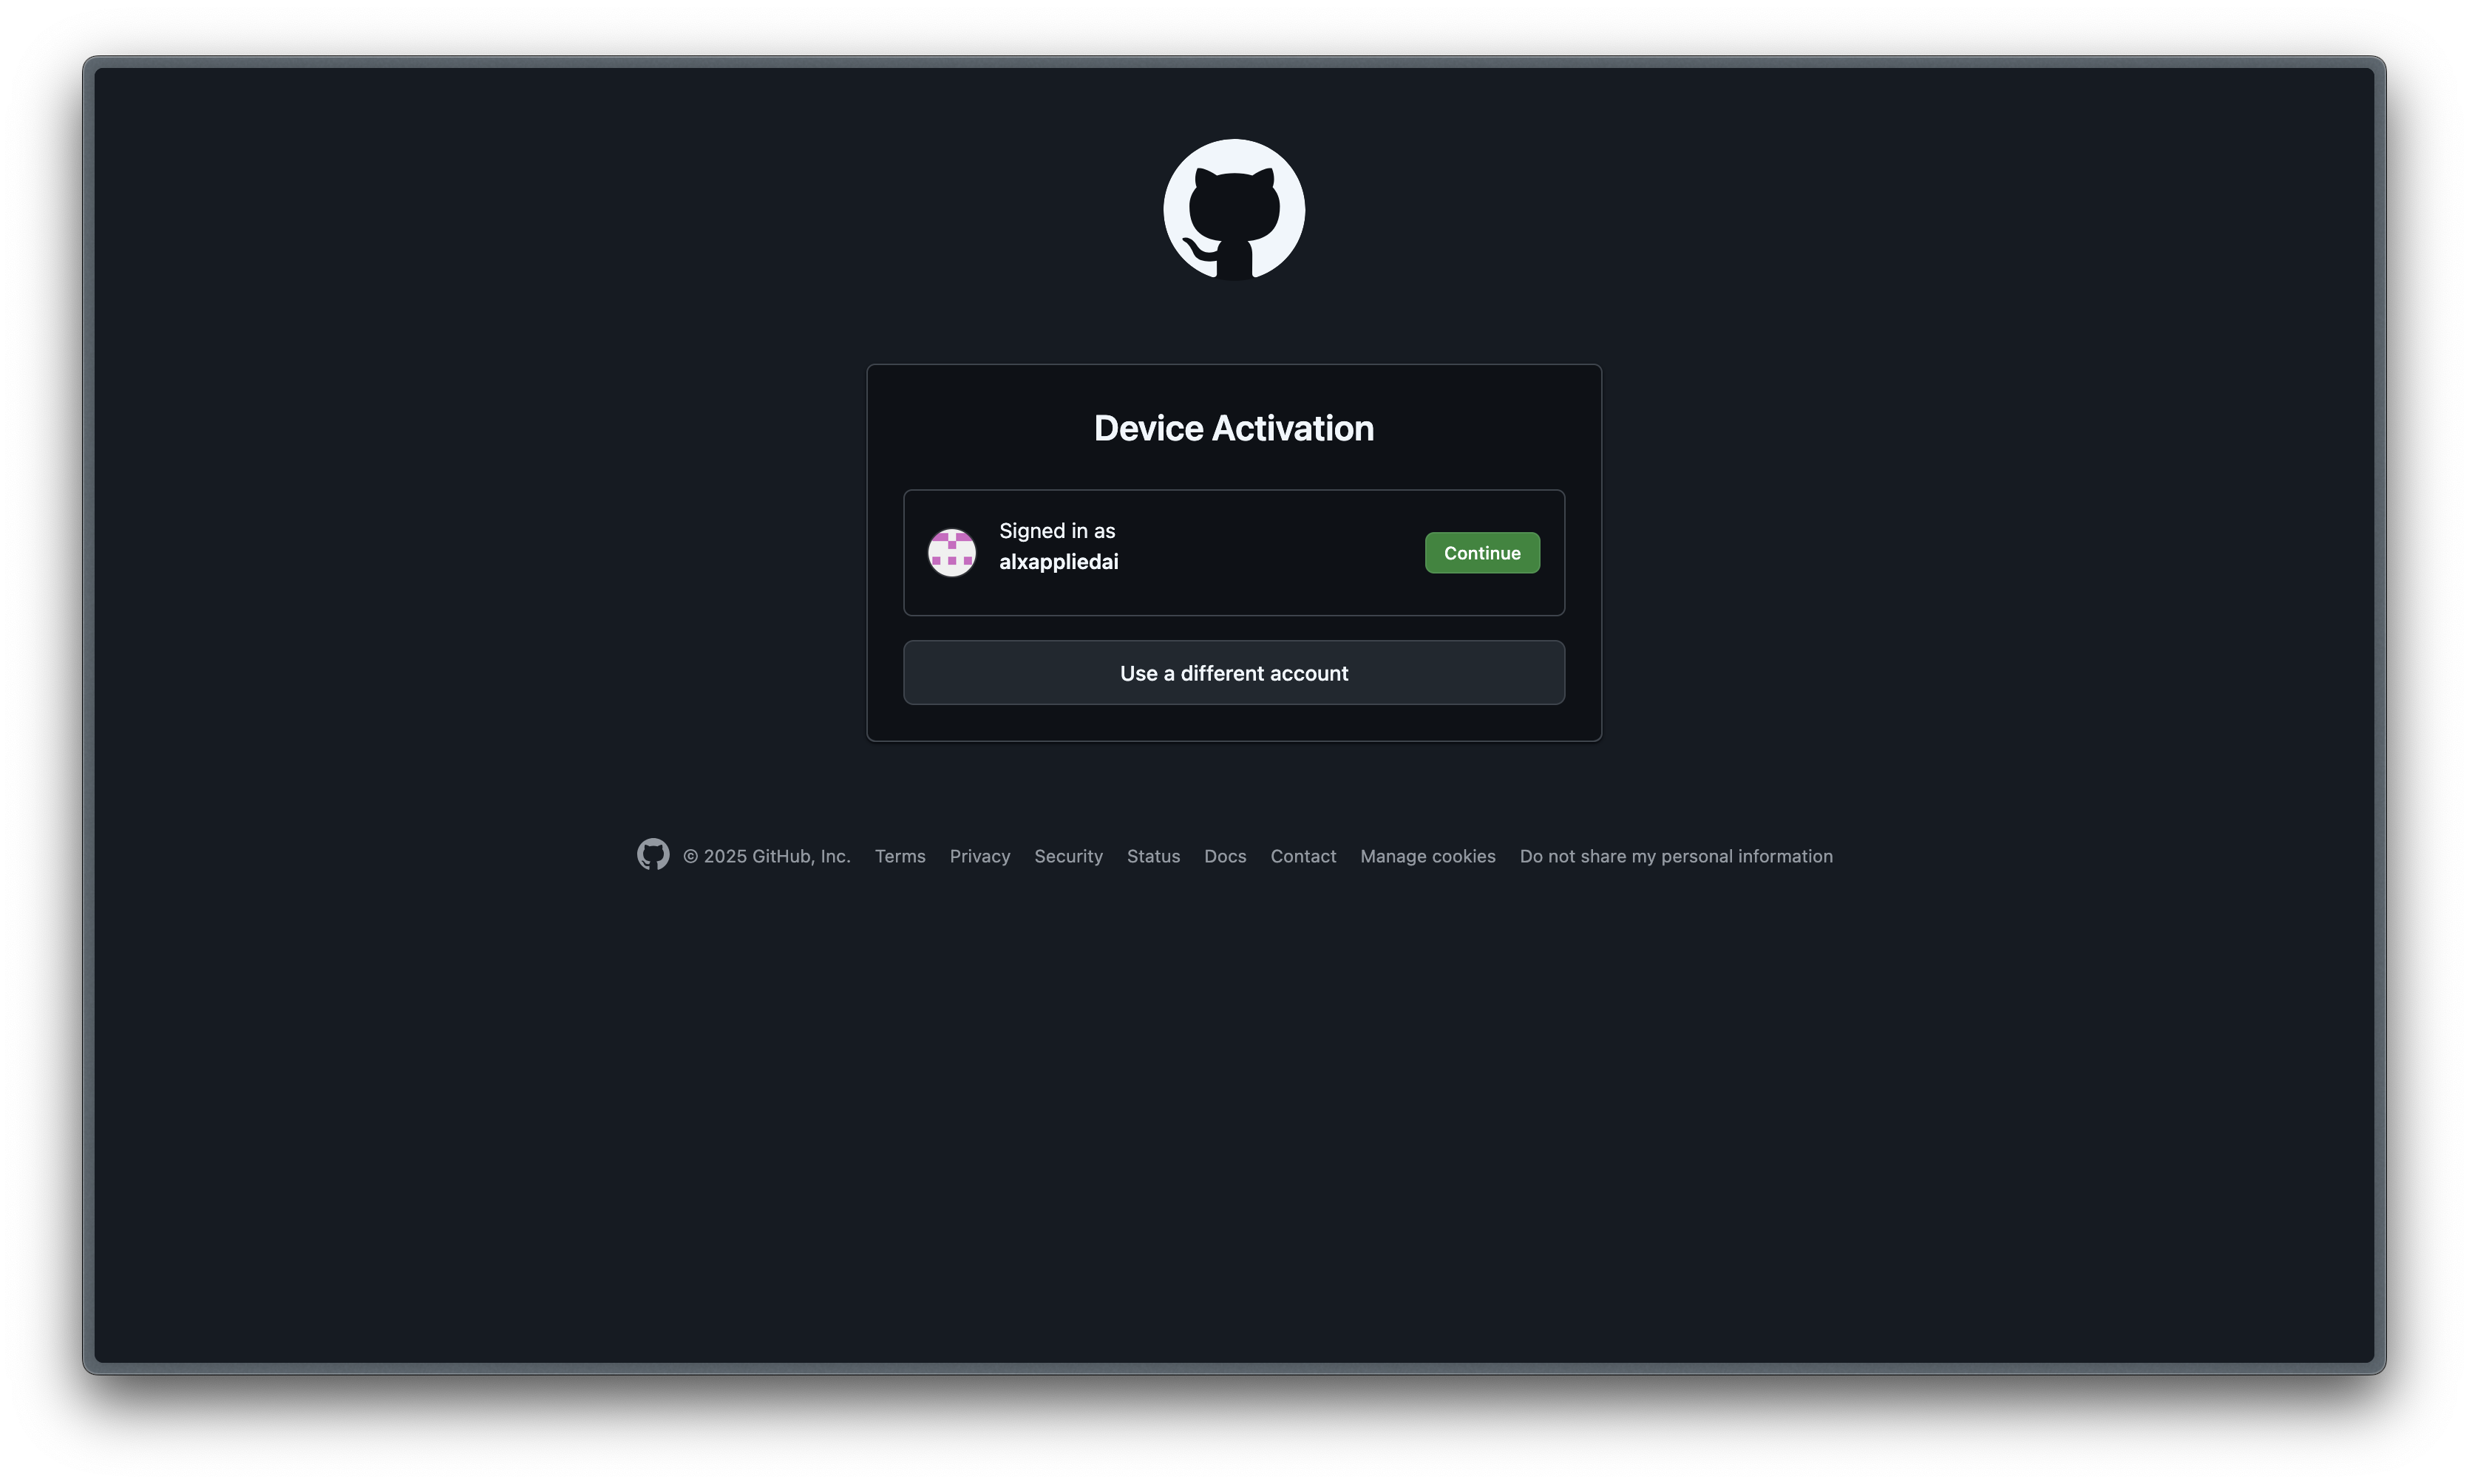 Device Activation
Signed in as
alxappliedai
Continue
Use a different account
© 2025 GitHub, Inc. Terms Privacy Security Status Docs Contact Manage cookies Do not share my personal information